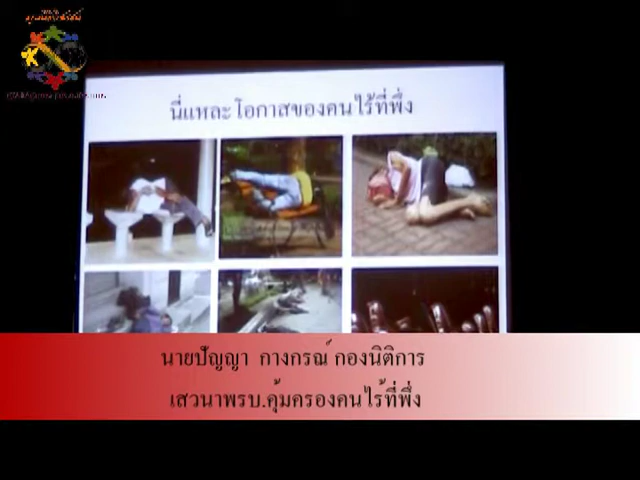 นี่แหละ โอกาสของคนไร้ที่พึ่ง
นายปัญญา กางกรณ์ กองนิติการ
เสวนาพรบ.คุ้มครองคนไร้ที่พึ่ง